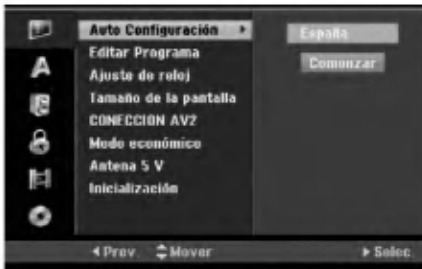 Auto Configuración
España
Editar Programa
Comenzar
Ajuste de reloj
Tamaño de la pantalla
CONECCION AV2
Modo económico
Antena 5 V
Inicialización
Prev. Mover Selec